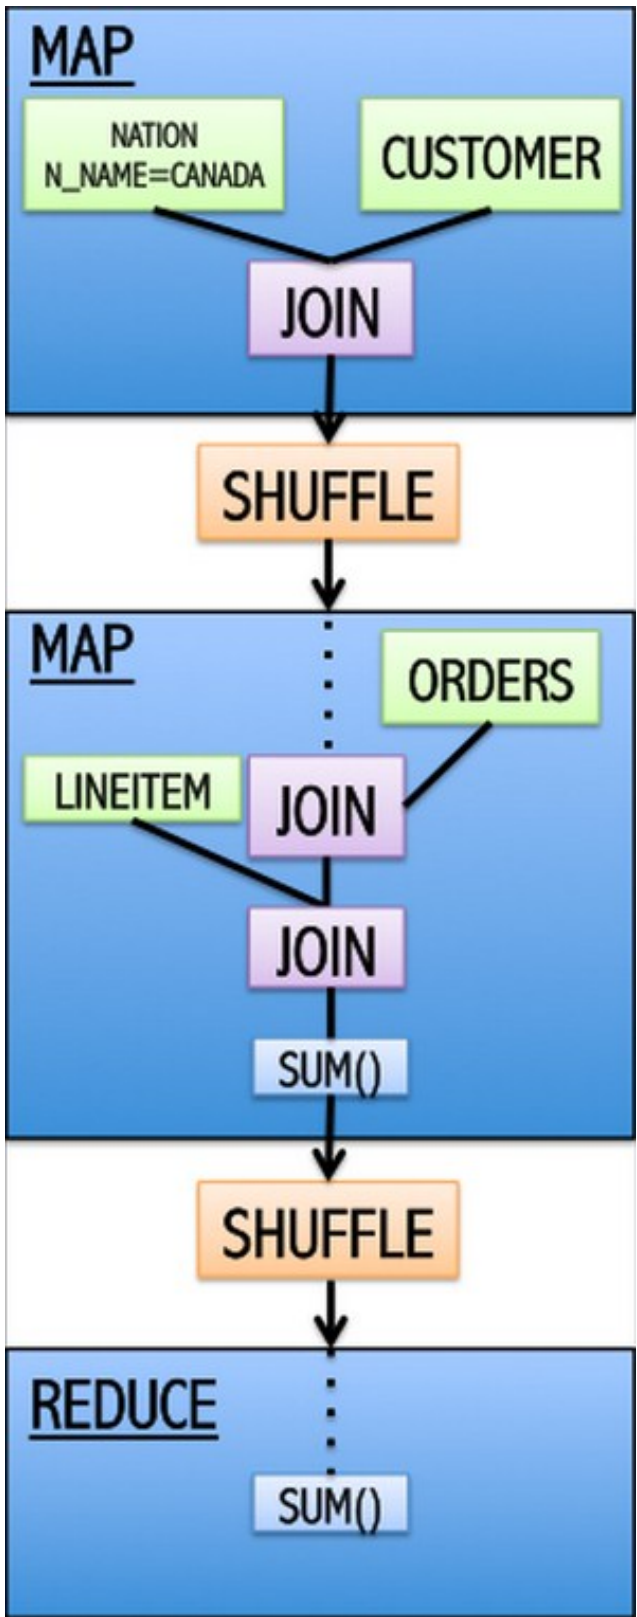 MAP
NATION
N_NAME=CANADA
CUSTOMER
JOIN
SHUFFLE
MAP
ORDERS
LINEITEM
JOIN
JOIN
SUM()
SHUFFLE
REDUCE
SUM()